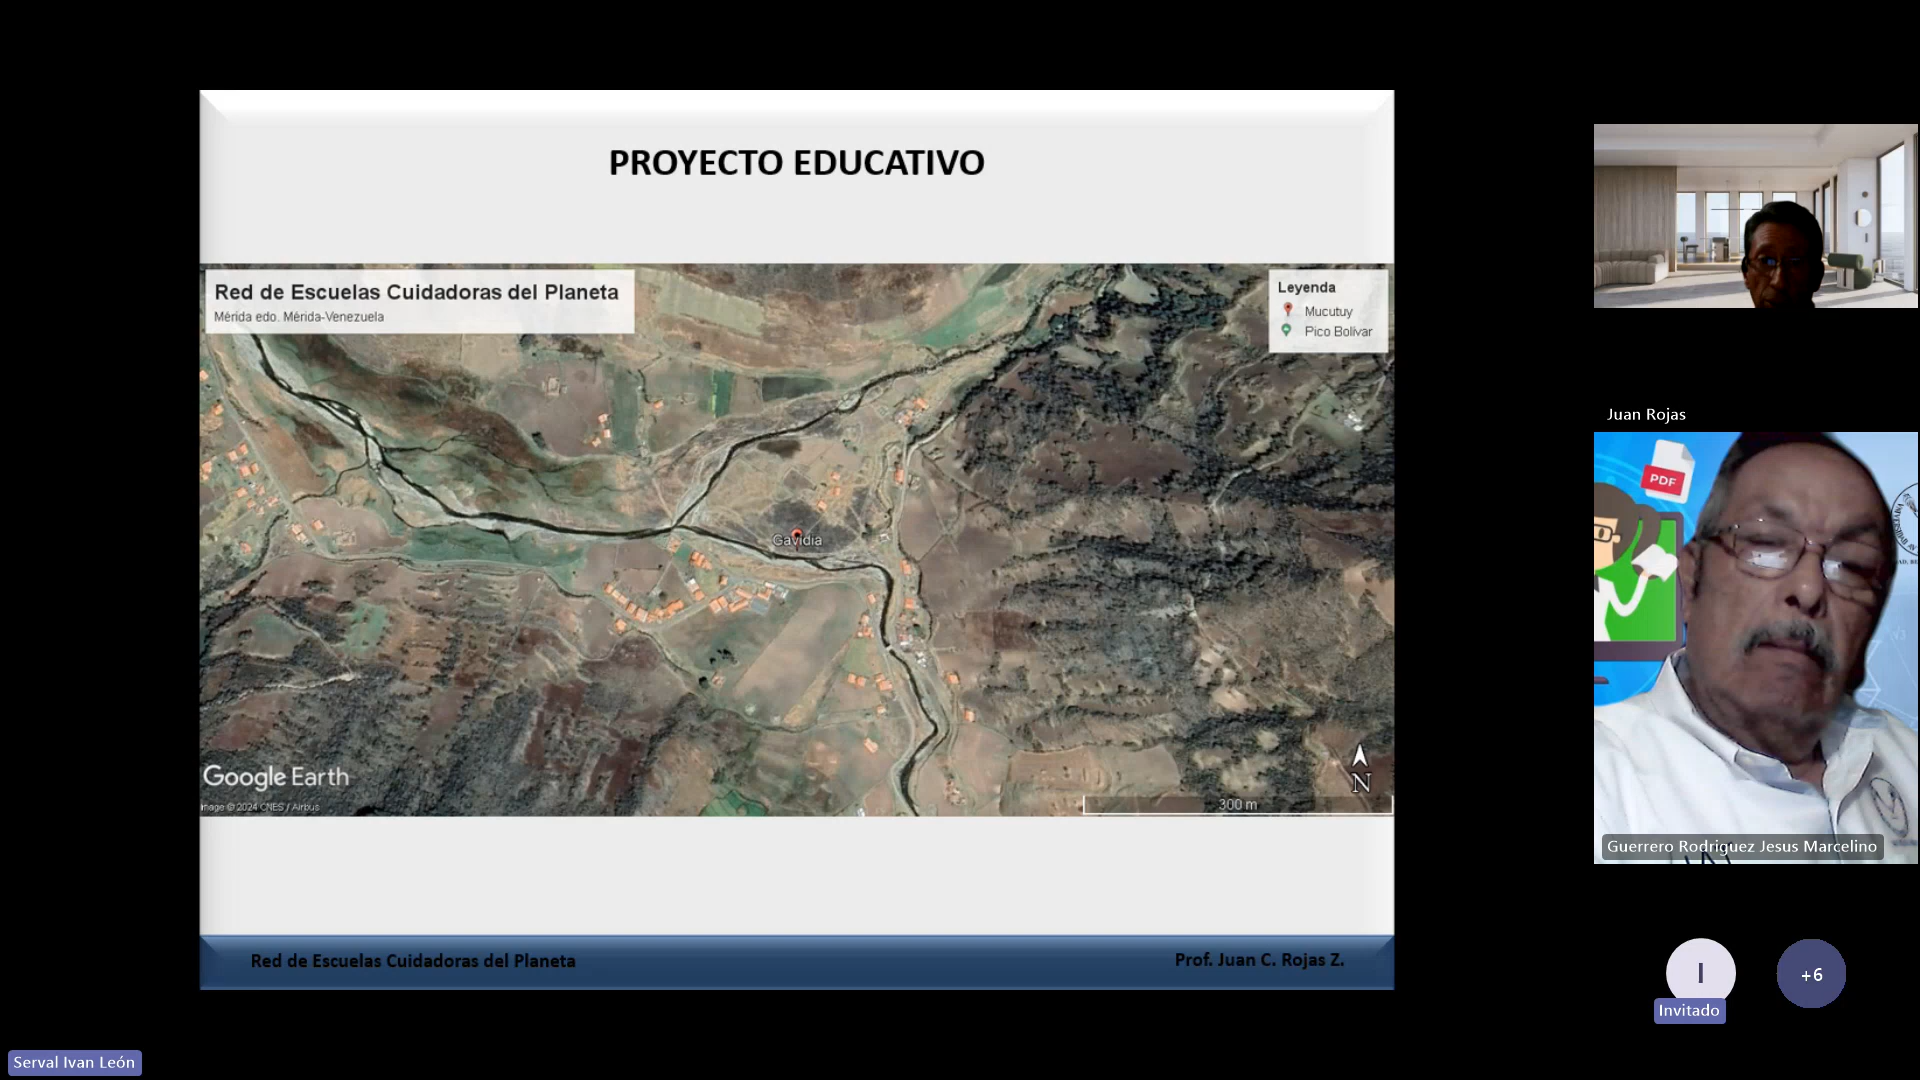 PROYECTO EDUCATIVO
Red de Escuelas Cuidadoras del Planeta
Mérida edo. Mérida-Venezuela
Leyenda
Mucutuy
Pico Bolívar
Gavidia
Google Earth
Image © 2024 CNES / Airbus
N
300 m
Red de Escuelas Cuidadoras del Planeta
Prof. Juan C. Rojas Z.
Juan Rojas
PDF
Guerrero Rodriguez Jesus Marcelino
I
+6
Invitado
Serval Ivan León